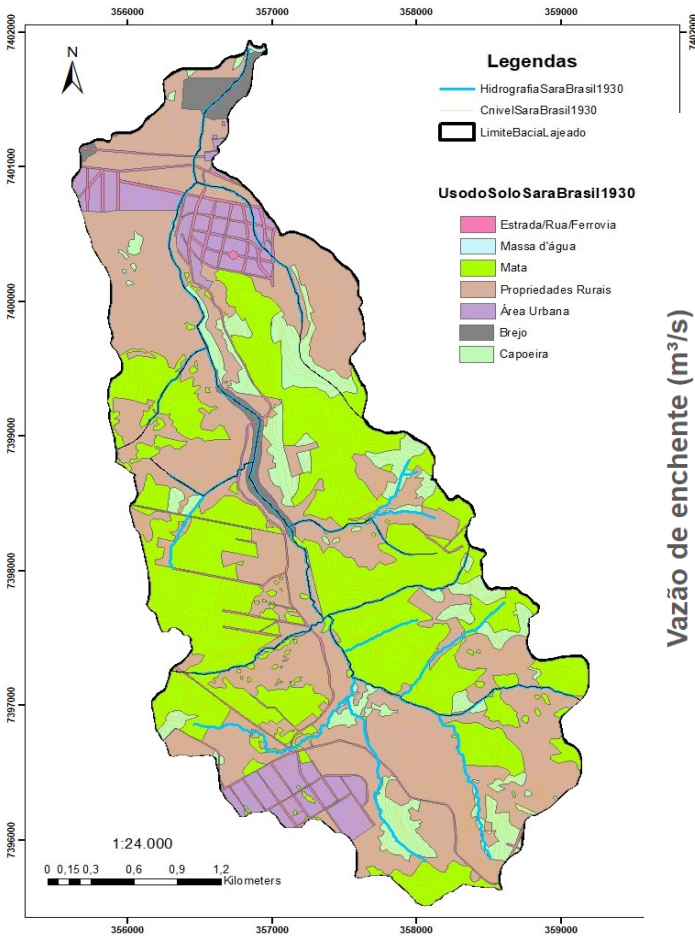 356000 357000 358000 359000
7402000
7402000
N
Legendas
HidrografiaSaraBrasil1930
CnivelSaraBrasil1930
LimiteBaciaLajeado
7401000
UsodoSoloSaraBrasil1930
Estrada/Rua/Ferrovia
Massa d'água
Mata
Propriedades Rurais
Área Urbana
Brejo
Capoeira
7400000
Vazão de enchente (m³/s)
7399000
7398000
7397000
7396000
1:24.000
0 0,15 0,3 0,6 0,9 1,2
Kilometers
356000 357000 358000 359000